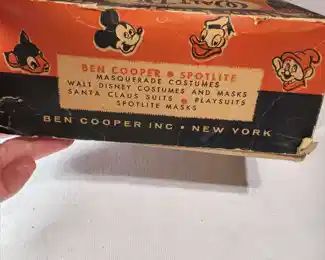 BEN COOPER • SPOTLITE
MASQUERADE COSTUMES
WALT DISNEY COSTUMES AND MASKS
SANTA CLAUS SUITS • PLAYSUITS
SPOTLITE MASKS
BEN COOPER INC • NEW YORK